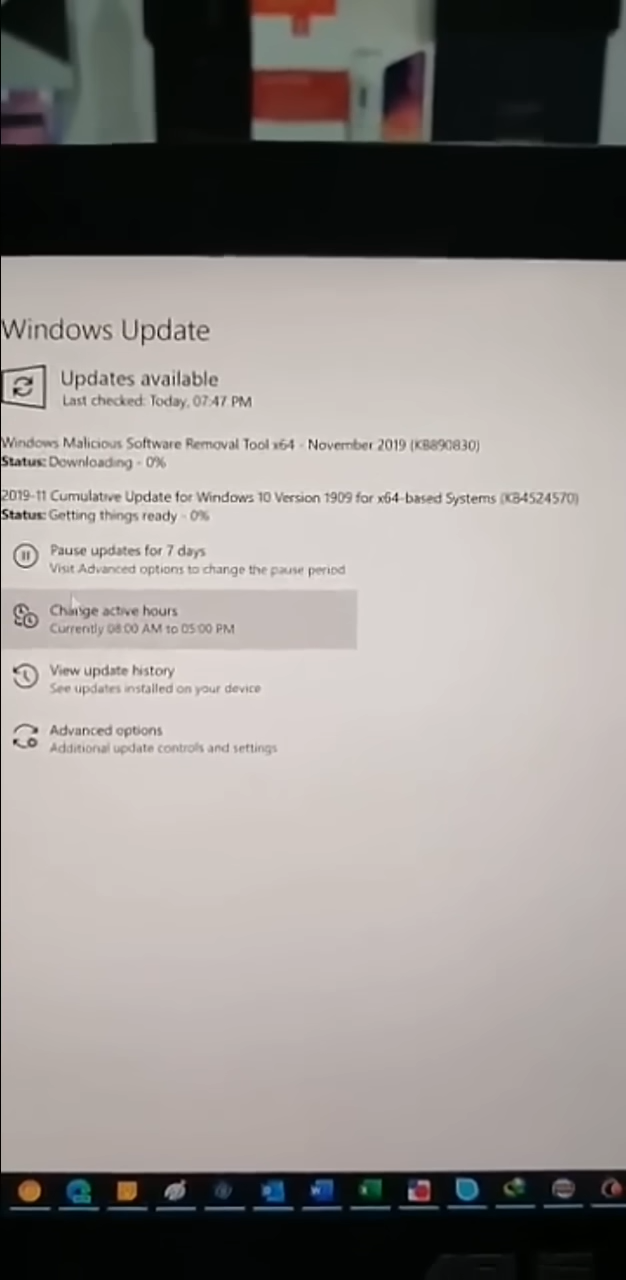 Windows Update
Updates available
Last checked: Today, 07:47 PM
Windows Malicious Software Removal Tool x64 - November 2019 (KB890830)
Status: Downloading - 0%
2019-11 Cumulative Update for Windows 10 Version 1909 for x64-based Systems (KB4524570)
Status: Getting things ready - 0%
Pause updates for 7 days
Visit Advanced options to change the pause period
Change active hours
Currently 08:00 AM to 05:00 PM
View update history
See updates installed on your device
Advanced options
Additional update controls and settings